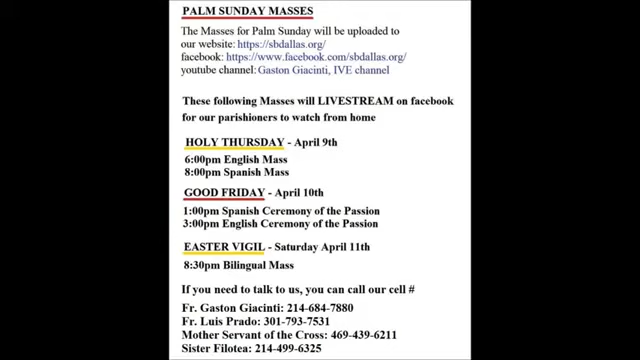 PALM SUNDAY MASSES
The Masses for Palm Sunday will be uploaded to
our website: https://sbdallas.org/
facebook: https://www.facebook.com/sbdallas.org/
youtube channel: Gaston Giacinti, IVE channel
These following Masses will LIVESTREAM on facebook
for our parishioners to watch from home
HOLY THURSDAY - April 9th
6:00pm English Mass
8:00pm Spanish Mass
GOOD FRIDAY - April 10th
1:00pm Spanish Ceremony of the Passion
3:00pm English Ceremony of the Passion
EASTER VIGIL - Saturday April 11th
8:30pm Bilingual Mass
If you need to talk to us, you can call our cell #
Fr. Gaston Giacinti: 214-684-7880
Fr. Luis Prado: 301-793-7531
Mother Servant of the Cross: 469-439-6211
Sister Filotea: 214-499-6325